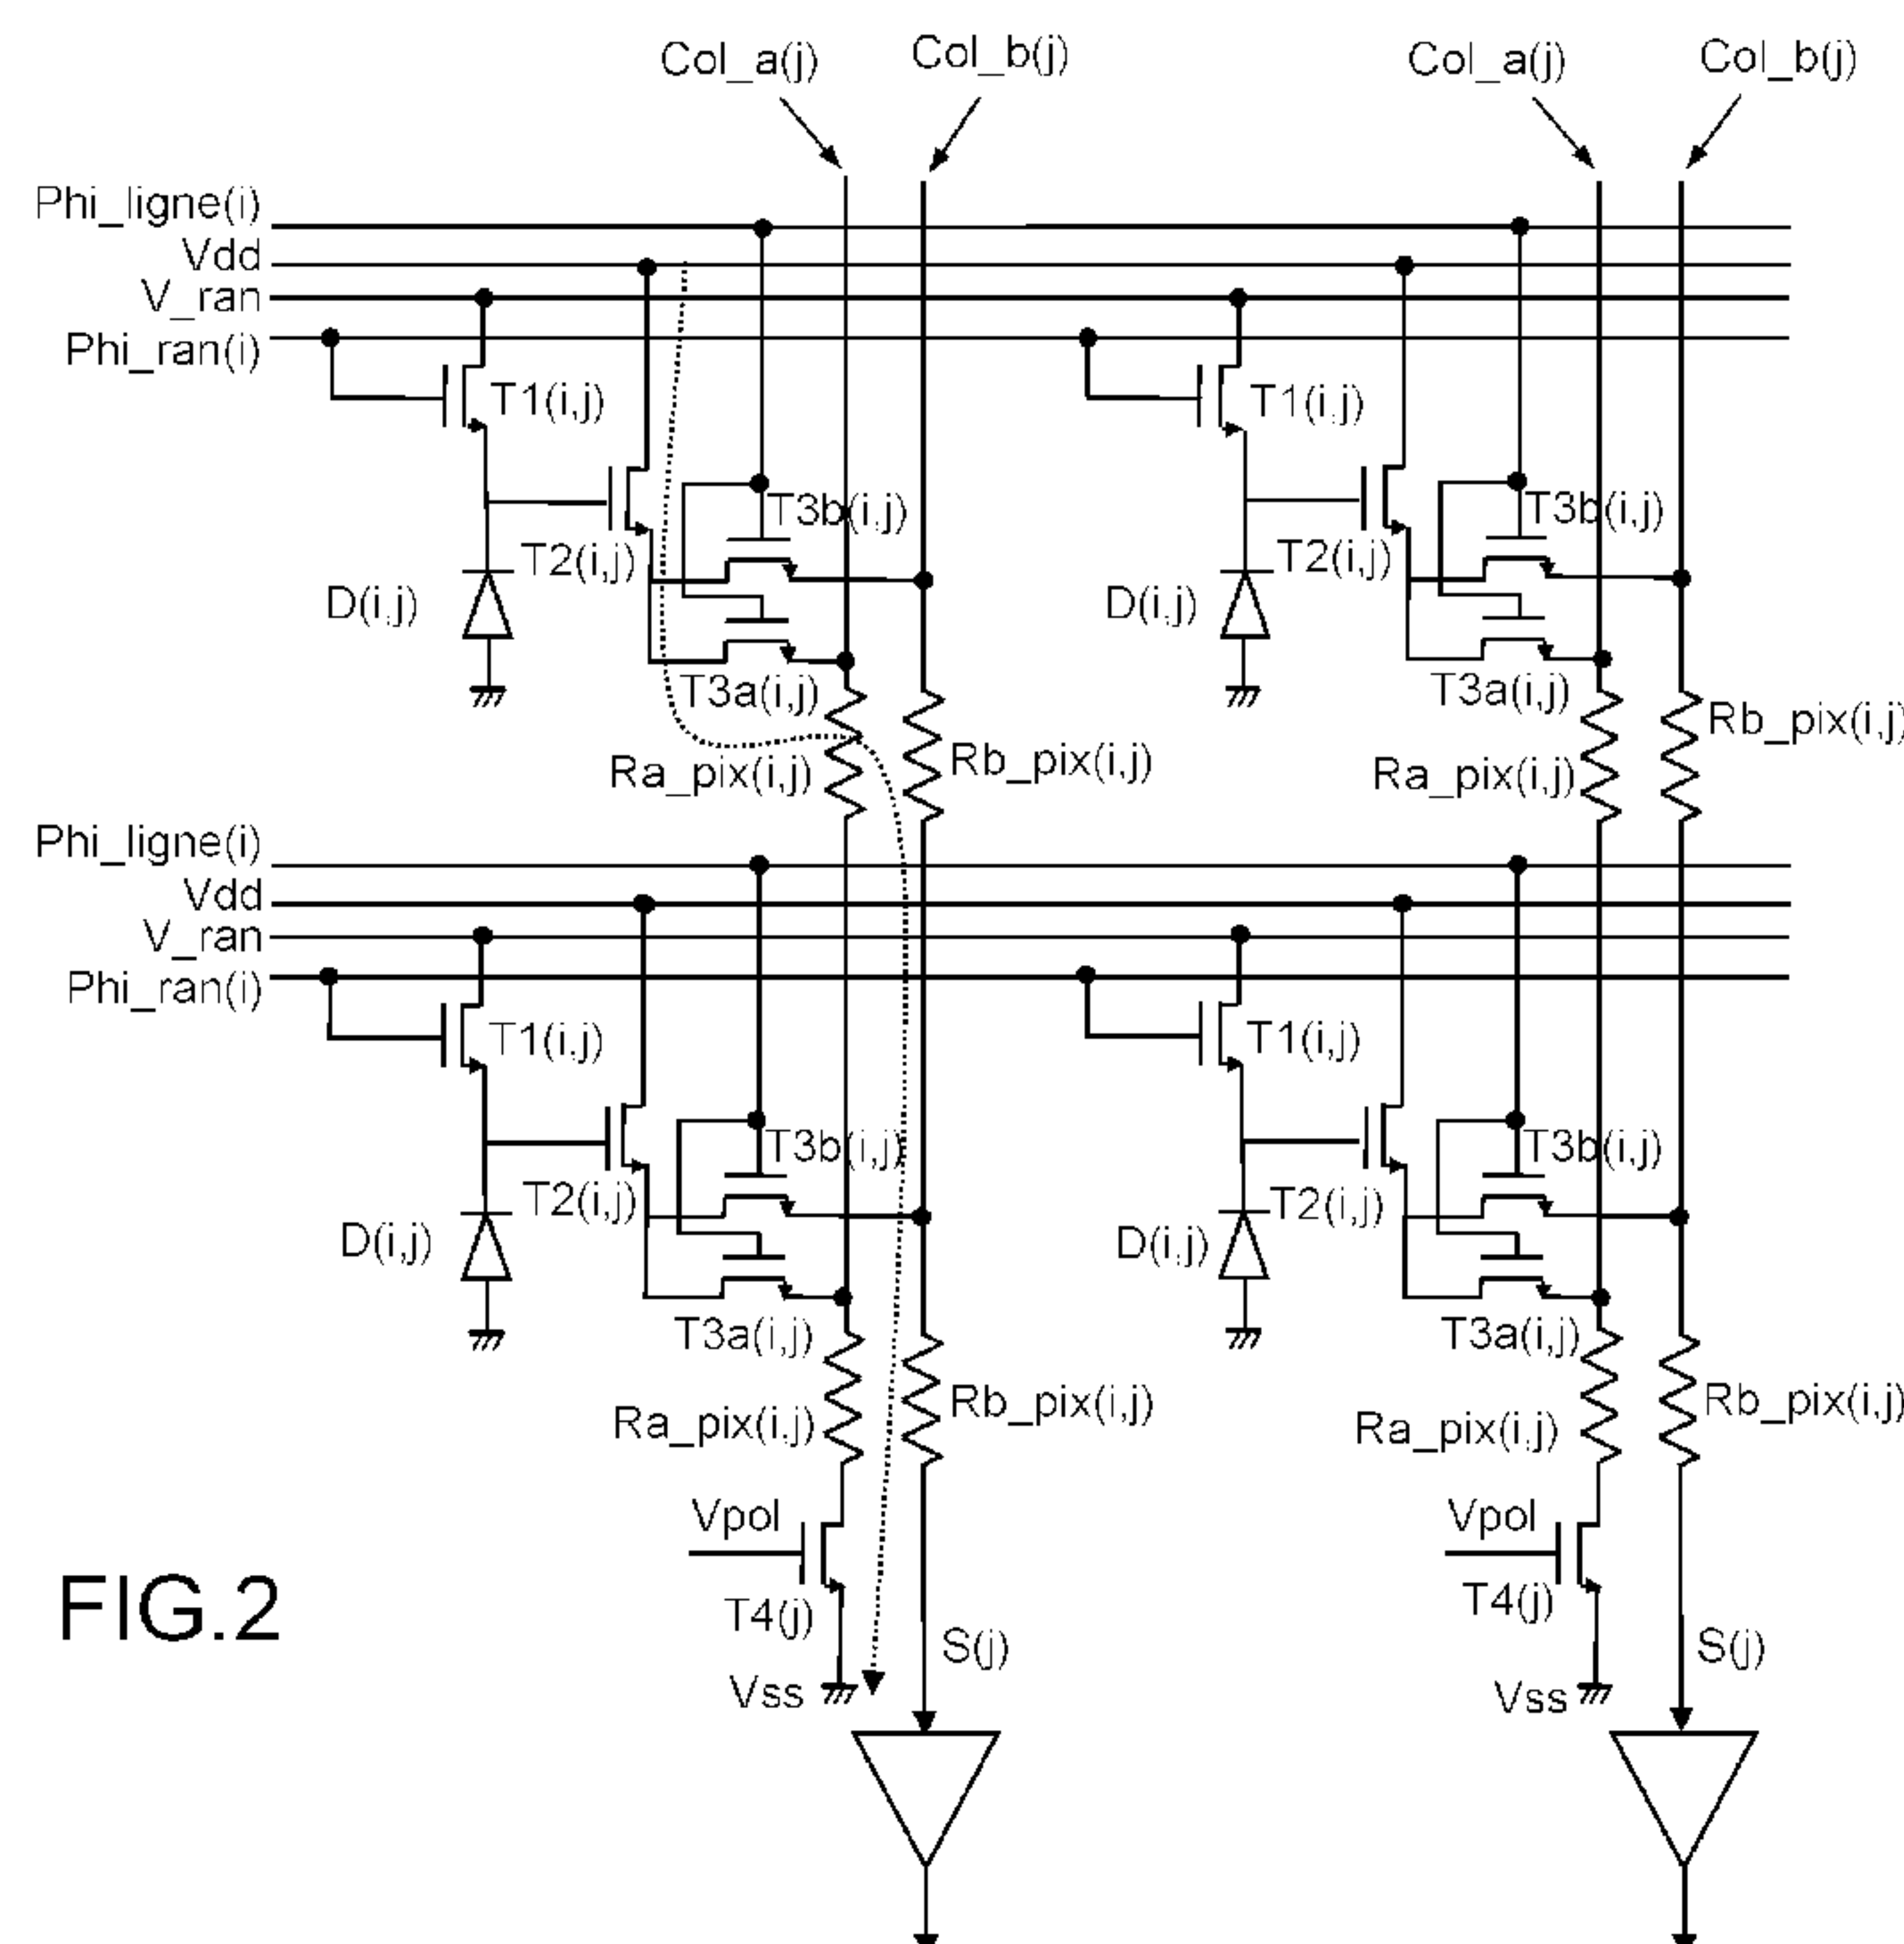 Col_a(j) Col_b(j) Col_a(j) Col_b(j)
Phi_ligne(i)
Vdd
V_ran
Phi_ran(i)
T1(i,j) T1(i,j)
T3b(i,j) T3b(i,j)
T2(i,j) T2(i,j)
D(i,j) D(i,j)
T3a(i,j) T3a(i,j)
Ra_pix(i,j) Rb_pix(i,j) Ra_pix(i,j) Rb_pix(i,j)
Phi_ligne(i)
Vdd
V_ran
Phi_ran(i)
T1(i,j) T1(i,j)
T3b(i,j) T3b(i,j)
T2(i,j) T2(i,j)
D(i,j) D(i,j)
T3a(i,j) T3a(i,j)
Ra_pix(i,j) Rb_pix(i,j) Ra_pix(i,j) Rb_pix(i,j)
Vpol Vpol
T4(j) T4(j)
FIG.2
S(j) S(j)
Vss Vss